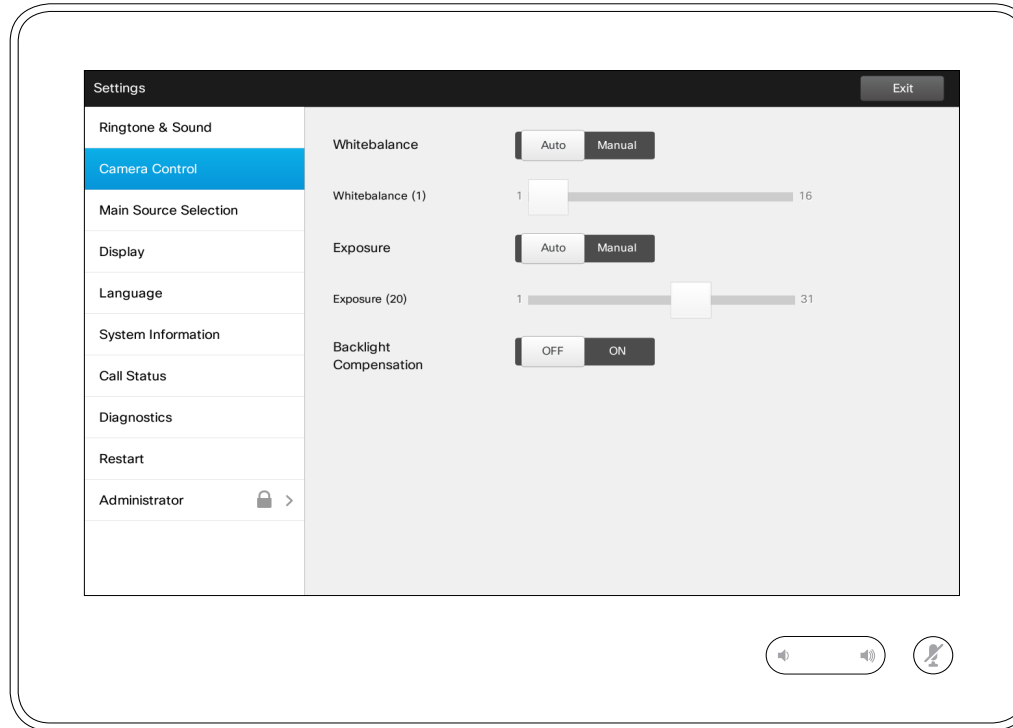 Settings
Exit
Ringtone & Sound
Camera Control
Main Source Selection
Display
Language
System Information
Call Status
Diagnostics
Restart
Administrator
Whitebalance
Auto Manual
Whitebalance (1)
1 16
Exposure
Auto Manual
Exposure (20)
1 31
Backlight
Compensation
OFF ON